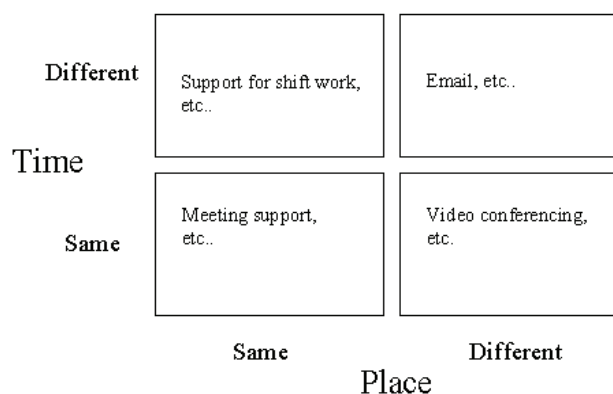 Different
Support for shift work,
etc..
Email, etc..
Time
Same
Meeting support,
etc..
Video conferencing,
etc.
Same
Different
Place